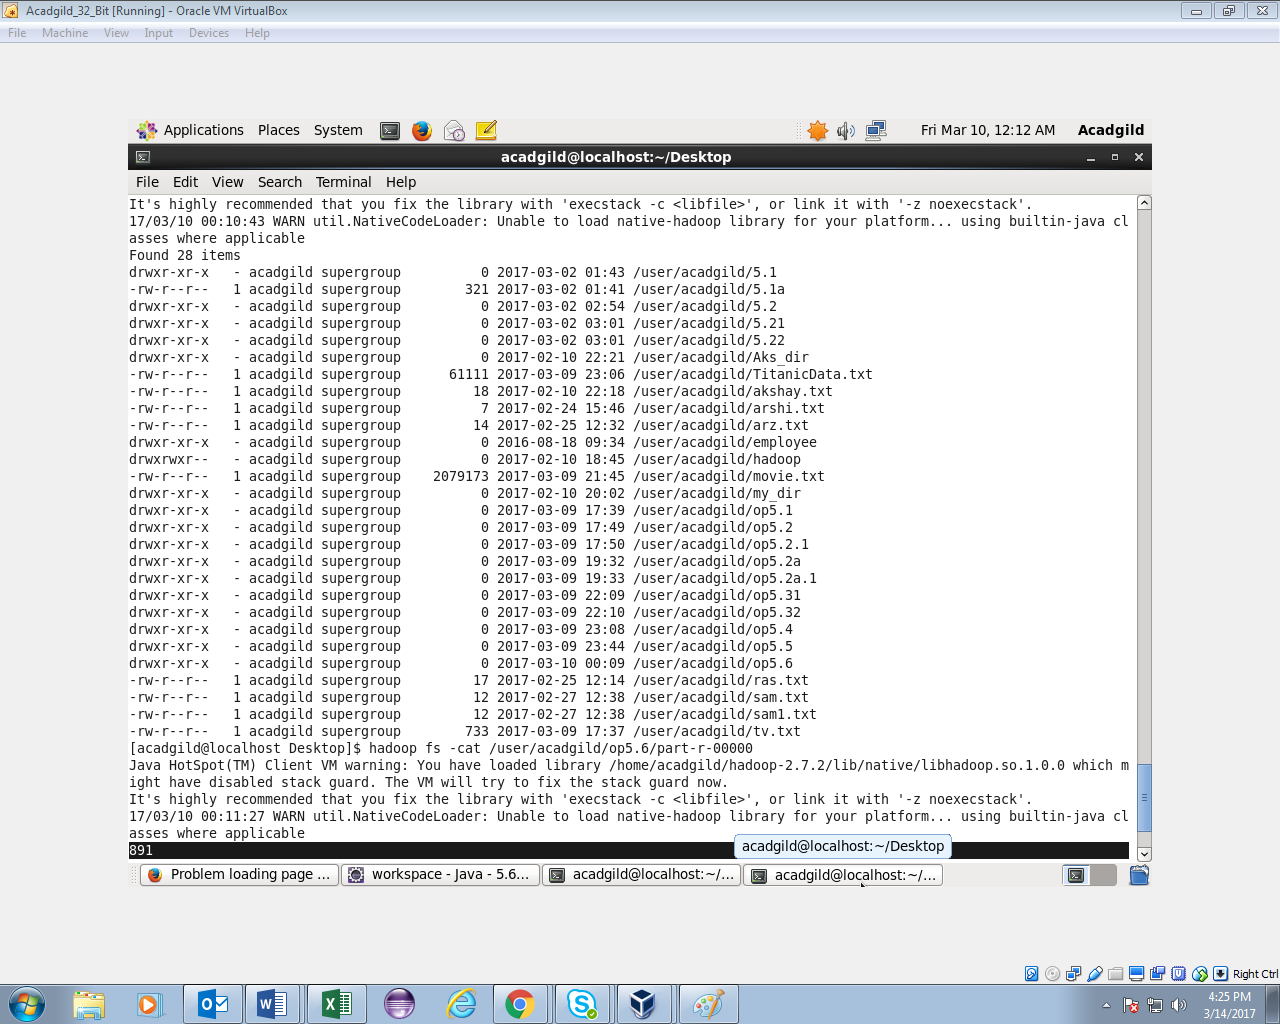 Acadgild_32_Bit [Running] - Oracle VM VirtualBox
File Machine View Input Devices Help
Applications Places System Fri Mar 10, 12:12 AM Acadgild
acadgild@localhost:~/Desktop
File Edit View Search Terminal Help
It's highly recommended that you fix the library with 'execstack -c <libfile>', or link it with '-z noexecstack'.
17/03/10 00:10:43 WARN util.NativeCodeLoader: Unable to load native-hadoop library for your platform... using builtin-java cl
asses where applicable
Found 28 items
drwxr-xr-x   - acadgild supergroup          0 2017-03-02 01:43 /user/acadgild/5.1
-rw-r--r--   1 acadgild supergroup        321 2017-03-02 01:41 /user/acadgild/5.1a
drwxr-xr-x   - acadgild supergroup          0 2017-03-02 02:54 /user/acadgild/5.2
drwxr-xr-x   - acadgild supergroup          0 2017-03-02 03:01 /user/acadgild/5.21
drwxr-xr-x   - acadgild supergroup          0 2017-03-02 03:01 /user/acadgild/5.22
drwxr-xr-x   - acadgild supergroup          0 2017-02-10 22:21 /user/acadgild/Aks_dir
-rw-r--r--   1 acadgild supergroup      61111 2017-03-09 23:06 /user/acadgild/TitanicData.txt
-rw-r--r--   1 acadgild supergroup         18 2017-02-10 22:18 /user/acadgild/akshay.txt
-rw-r--r--   1 acadgild supergroup          7 2017-02-24 15:46 /user/acadgild/arshi.txt
-rw-r--r--   1 acadgild supergroup         14 2017-02-25 12:32 /user/acadgild/arz.txt
drwxr-xr-x   - acadgild supergroup          0 2016-08-18 09:34 /user/acadgild/employee
drwxrwxr--   - acadgild supergroup          0 2017-02-10 18:45 /user/acadgild/hadoop
-rw-r--r--   1 acadgild supergroup    2079173 2017-03-09 21:45 /user/acadgild/movie.txt
drwxr-xr-x   - acadgild supergroup          0 2017-02-10 20:02 /user/acadgild/my_dir
drwxr-xr-x   - acadgild supergroup          0 2017-03-09 17:39 /user/acadgild/op5.1
drwxr-xr-x   - acadgild supergroup          0 2017-03-09 17:49 /user/acadgild/op5.2
drwxr-xr-x   - acadgild supergroup          0 2017-03-09 17:50 /user/acadgild/op5.2.1
drwxr-xr-x   - acadgild supergroup          0 2017-03-09 19:32 /user/acadgild/op5.2a
drwxr-xr-x   - acadgild supergroup          0 2017-03-09 19:33 /user/acadgild/op5.2a.1
drwxr-xr-x   - acadgild supergroup          0 2017-03-09 22:09 /user/acadgild/op5.31
drwxr-xr-x   - acadgild supergroup          0 2017-03-09 22:10 /user/acadgild/op5.32
drwxr-xr-x   - acadgild supergroup          0 2017-03-09 23:08 /user/acadgild/op5.4
drwxr-xr-x   - acadgild supergroup          0 2017-03-09 23:44 /user/acadgild/op5.5
drwxr-xr-x   - acadgild supergroup          0 2017-03-10 00:09 /user/acadgild/op5.6
-rw-r--r--   1 acadgild supergroup         17 2017-02-25 12:14 /user/acadgild/ras.txt
-rw-r--r--   1 acadgild supergroup         12 2017-02-27 12:38 /user/acadgild/sam.txt
-rw-r--r--   1 acadgild supergroup         12 2017-02-27 12:38 /user/acadgild/sam1.txt
-rw-r--r--   1 acadgild supergroup        733 2017-03-09 17:37 /user/acadgild/tv.txt
[acadgild@localhost Desktop]$ hadoop fs -cat /user/acadgild/op5.6/part-r-00000
Java HotSpot(TM) Client VM warning: You have loaded library /home/acadgild/hadoop-2.7.2/lib/native/libhadoop.so.1.0.0 which m
ight have disabled stack guard. The VM will try to fix the stack guard now.
It's highly recommended that you fix the library with 'execstack -c <libfile>', or link it with '-z noexecstack'.
17/03/10 00:11:27 WARN util.NativeCodeLoader: Unable to load native-hadoop library for your platform... using builtin-java cl
asses where applicable
891
acadgild@localhost:~/Desktop
Problem loading page ... workspace - Java - 5.6... acadgild@localhost:~/... acadgild@localhost:~/...
Right Ctrl
4:25 PM
3/14/2017